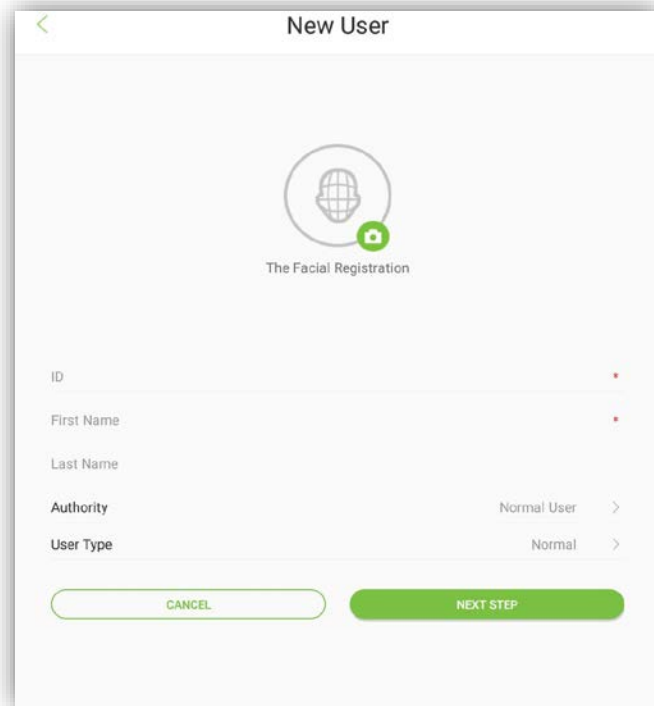 New User
The Facial Registration
ID *
First Name *
Last Name
Authority Normal User >
User Type Normal >
CANCEL NEXT STEP